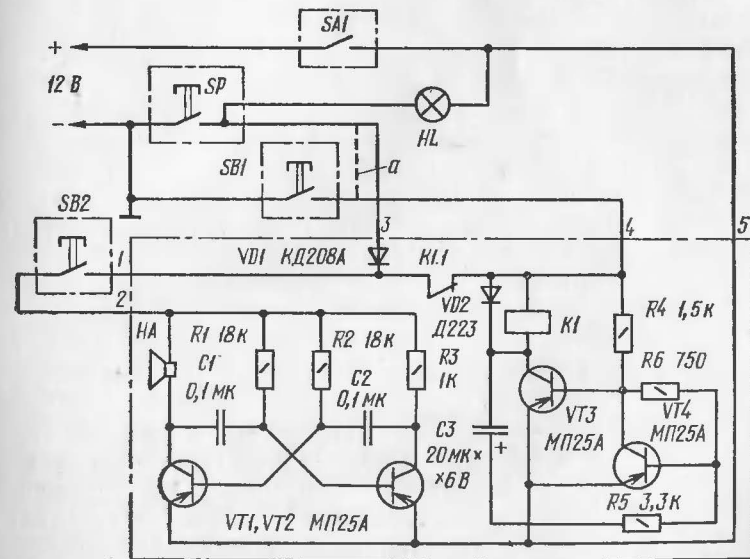 SA1
+
12 В
SP
−
HL
SB1
а
SB2
3
4
5
1
VD1 КД208А
K1.1
2
VD2
Д223
K1
R4 1,5к
HA
R1 18к
R2 18к
R3
1к
R6 750
C1
0,1 мк
C2
0,1 мк
VT3
МП25А
VT4
МП25А
C3
20мк×
×6В
+
R5 3,3к
VT1, VT2 МП25А